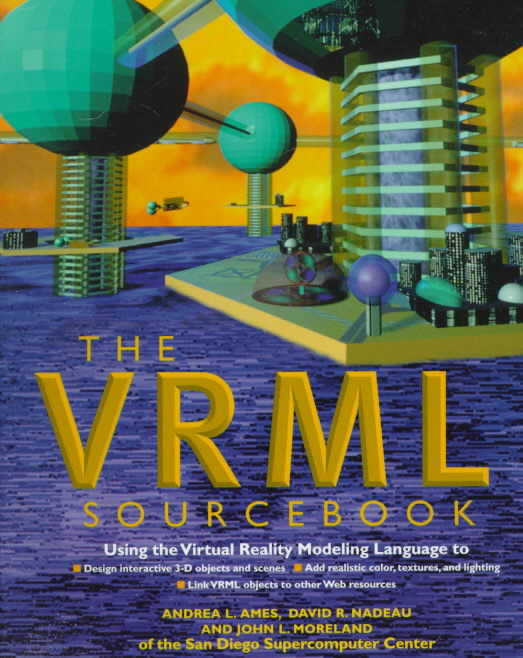 THE
VRML
SOURCEBOOK
Using the Virtual Reality Modeling Language to
■ Design interactive 3-D objects and scenes ■ Add realistic color, textures, and lighting
■ Link VRML objects to other Web resources
ANDREA L. AMES, DAVID R. NADEAU
AND JOHN L. MORELAND
of the San Diego Supercomputer Center